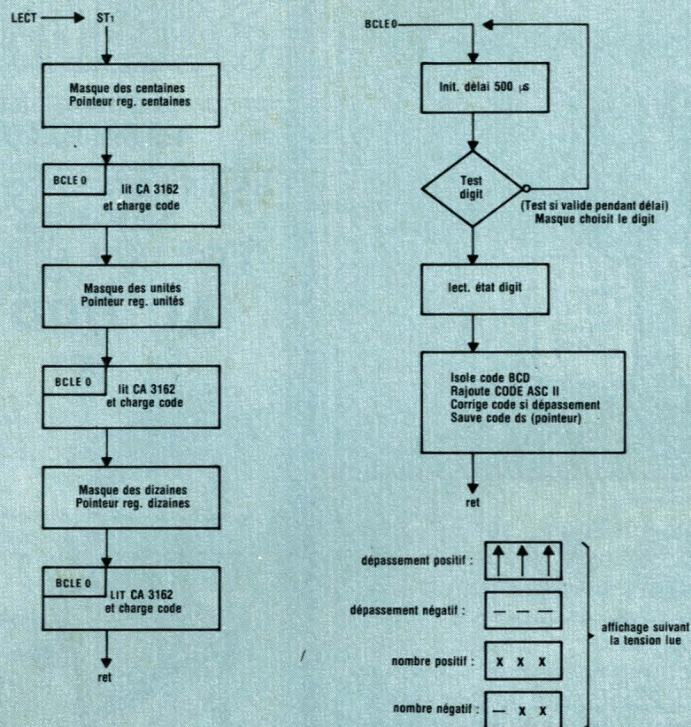 LECT ST1
Masque des centaines
Pointeur reg. centaines
BCLE 0
lit CA 3162
et charge code
Masque des unités
Pointeur reg. unités
BCLE 0
lit CA 3162
et charge code
Masque des dizaines
Pointeur reg. dizaines
BCLE 0
LIT CA 3162
et charge code
ret
BCLE 0
Init. délai 500 µs
Test
digit
(Test si valide pendant délai)
Masque choisit le digit
lect. état digit
Isole code BCD
Rajoute CODE ASC II
Corrige code si dépassement
Sauve code ds (pointeur)
ret
dépassement positif :
dépassement négatif : — — —
nombre positif : x x x
nombre négatif : — x x
affichage suivant
la tension lue